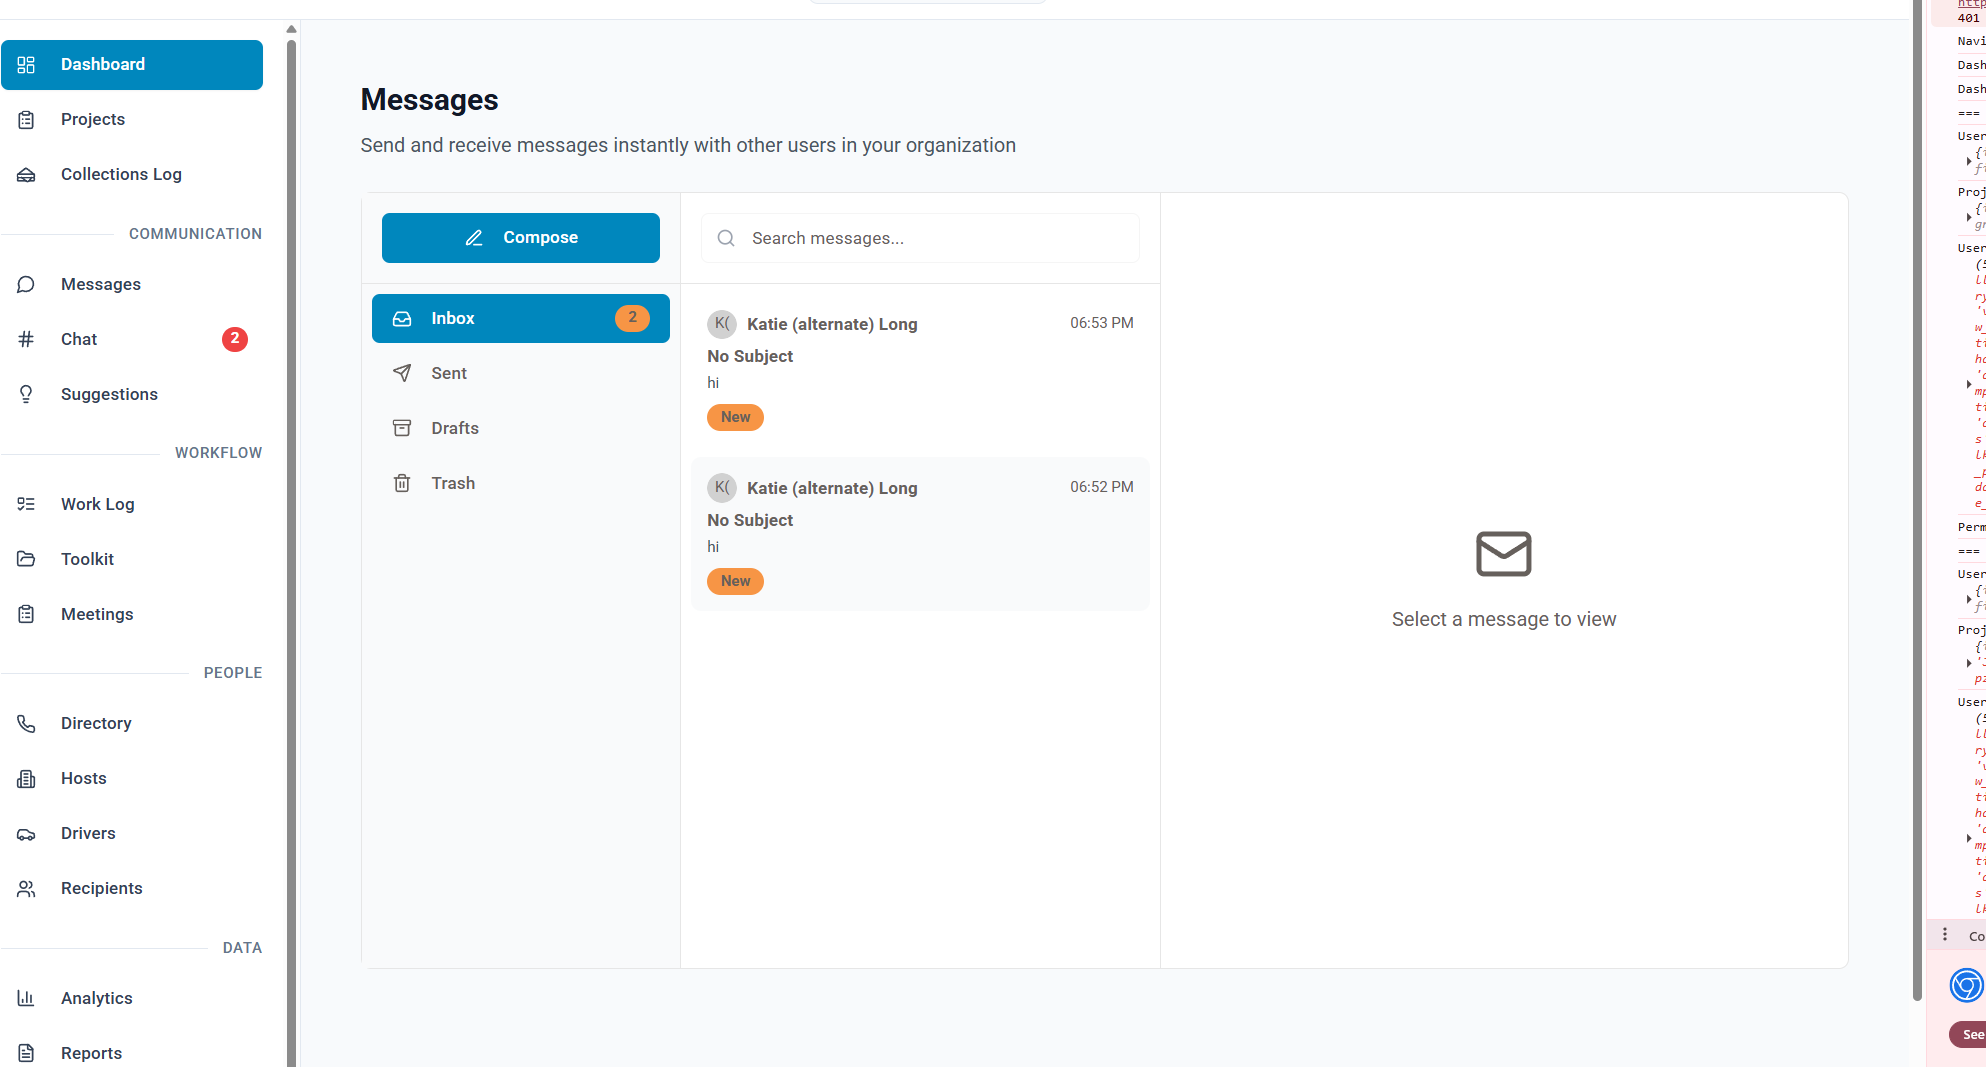 Dashboard
Projects
Collections Log
COMMUNICATION
Messages
Chat
2
Suggestions
WORKFLOW
Work Log
Toolkit
Meetings
PEOPLE
Directory
Hosts
Drivers
Recipients
DATA
Analytics
Reports
Messages
Send and receive messages instantly with other users in your organization
Compose
Inbox
2
Sent
Drafts
Trash
Search messages...
K(
Katie (alternate) Long
06:53 PM
No Subject
hi
New
K(
Katie (alternate) Long
06:52 PM
No Subject
hi
New
Select a message to view
401
Navi
Dash
Dash
===
User
Proj
User
Perm
===
User
Proj
User
Co
See